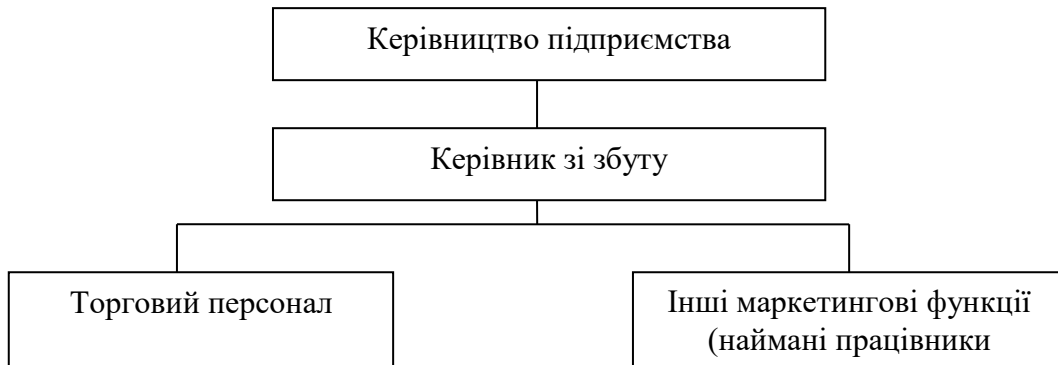 Керівництво підприємства
Керівник зі збуту
Торговий персонал
Інші маркетингові функції
(наймані працівники